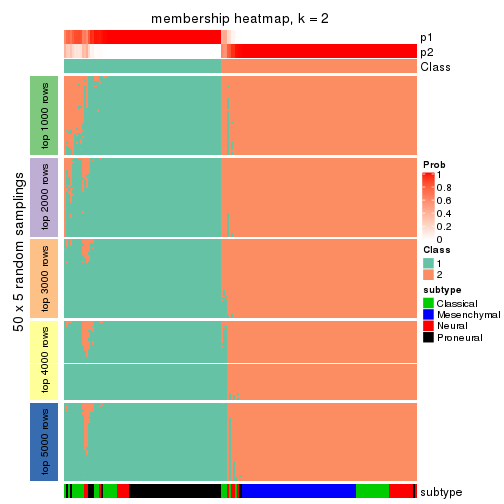 membership heatmap, k = 2
p1
p2
Class
50 x 5 random samplings
top 1000 rows
top 2000 rows
top 3000 rows
top 4000 rows
top 5000 rows
Prob
1
0.8
0.6
0.4
0.2
0
Class
1
2
subtype
Classical
Mesenchymal
Neural
Proneural
subtype